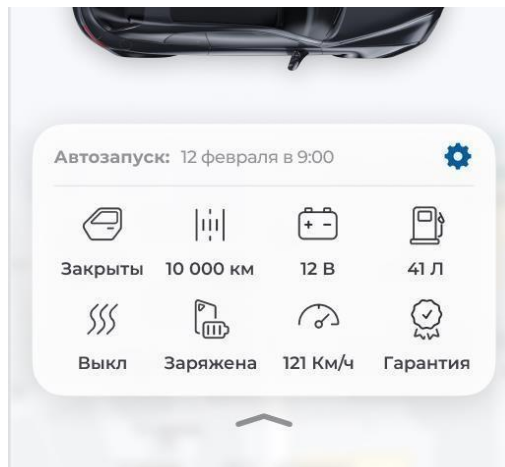 Автозапуск: 12 февраля в 9:00
Закрыты 10 000 км 12 В 41 Л
Выкл Заряжена 121 Км/ч Гарантия